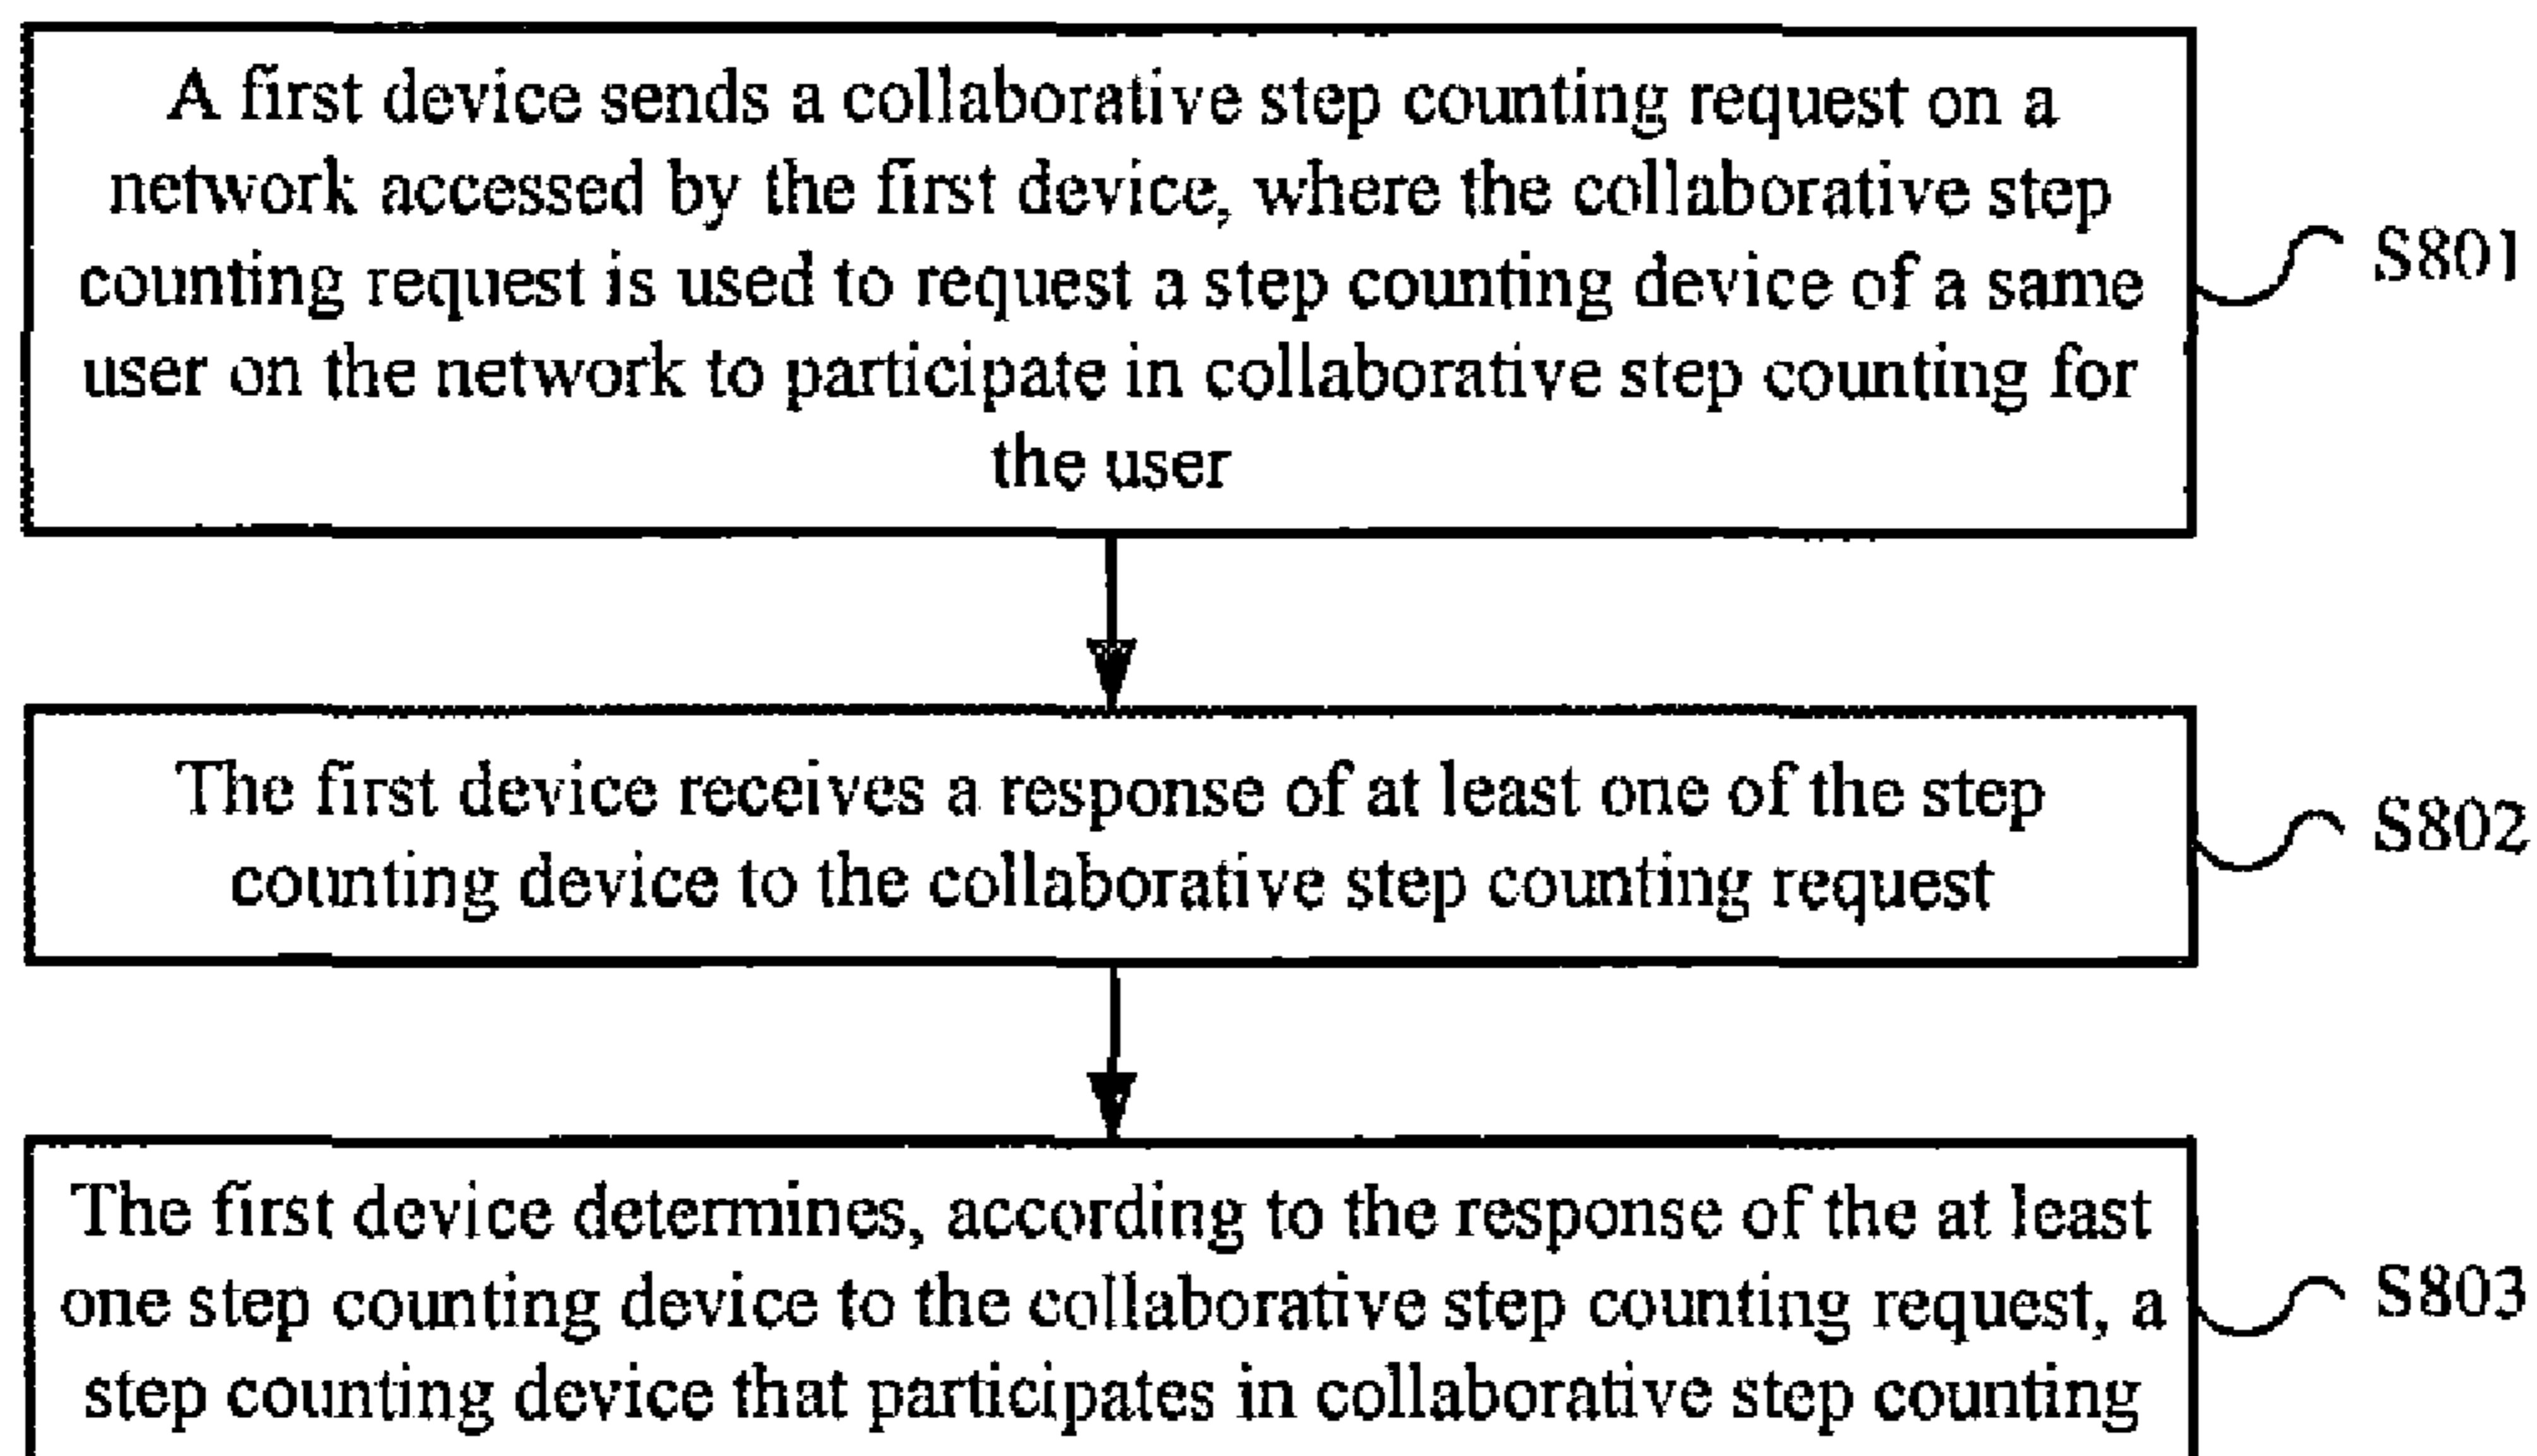 A first device sends a collaborative step counting request on a
network accessed by the first device, where the collaborative step
counting request is used to request a step counting device of a same
user on the network to participate in collaborative step counting for
the user
S801
The first device receives a response of at least one of the step
counting device to the collaborative step counting request
S802
The first device determines, according to the response of the at least
one step counting device to the collaborative step counting request, a
step counting device that participates in collaborative step counting
S803